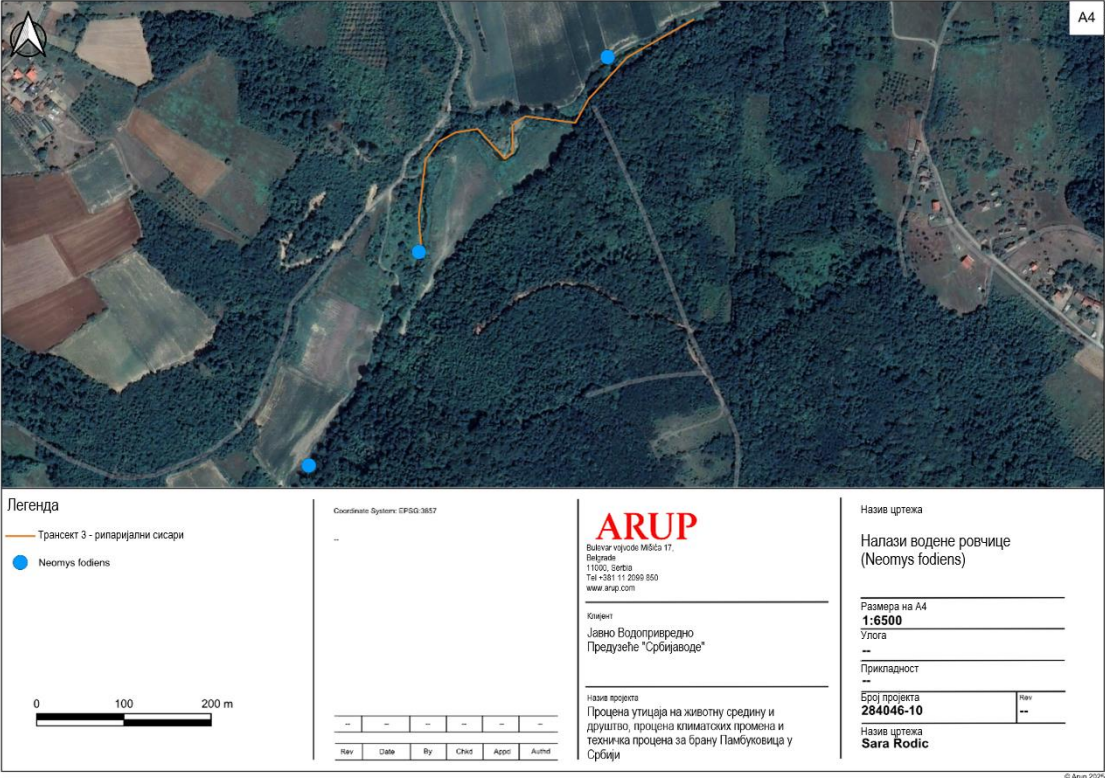 A4
Легенда
Трансект 3 - рипаријални сисари
Neomys fodiens
0 100 200 m
Coordinate System: EPSG:3857
--
-- -- -- -- -- --
Rev Date By Chkd Appd Authd
ARUP
Bulevar vojvode Mišića 17,
Belgrade
11000, Serbia
Tel +381 11 2099 850
www.arup.com
Клијент
Јавно Водопривредно
Предузеће "Србијаводе"
Назив пројекта
Процена утицаја на животну средину и
друштво, процена климатских промена и
техничка процена за брану Памбуковица у
Србији
Назив цртежа
Налази водене ровчице
(Neomys fodiens)
Размера на А4
1:6500
Улога
--
Прикладност
--
Број пројекта
284046-10
Rev
--
Назив цртежа
Sara Rodic
© Arup 2025